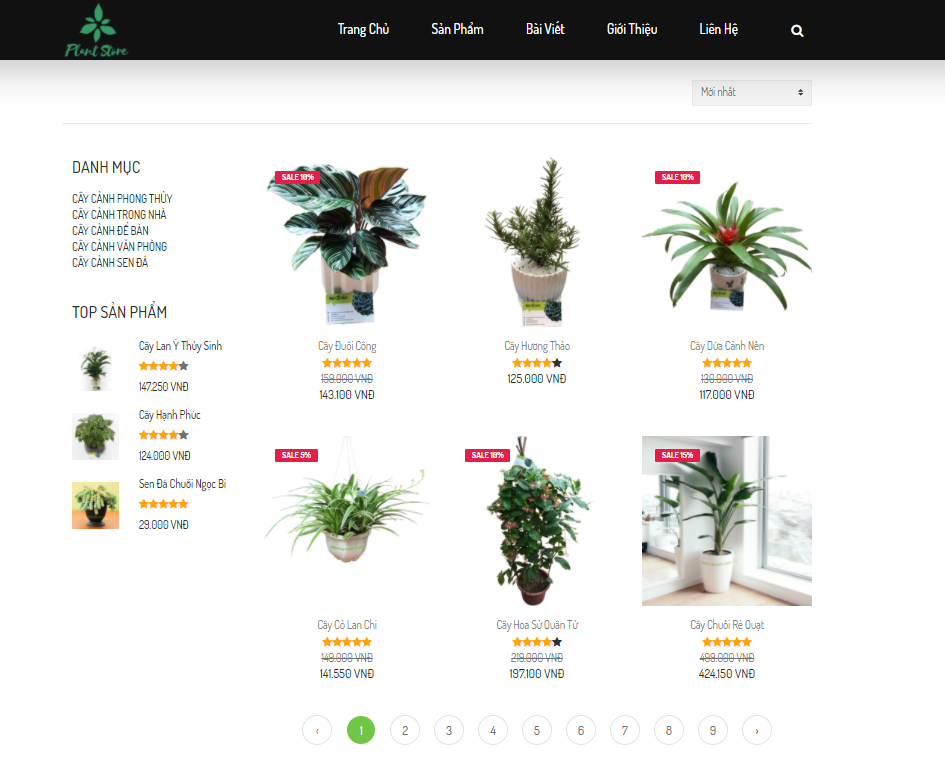 Plant Store
Trang Chủ
Sản Phẩm
Bài Viết
Giới Thiệu
Liên Hệ
Mới nhất
DANH MỤC
CÂY CẢNH PHONG THỦY
CÂY CẢNH TRONG NHÀ
CÂY CẢNH ĐỂ BÀN
CÂY CẢNH VĂN PHÒNG
CÂY CẢNH SEN ĐÁ
TOP SẢN PHẨM
Cây Lan Ý Thủy Sinh
147.250 VNĐ
Cây Hạnh Phúc
124.000 VNĐ
Sen Đá Chuỗi Ngọc Bi
29.000 VNĐ
SALE 10%
Cây Đuôi Công
159.000 VNĐ
143.100 VNĐ
Cây Hương Thảo
125.000 VNĐ
SALE 10%
Cây Dứa Cảnh Nến
130.000 VNĐ
117.000 VNĐ
SALE 5%
Cây Cỏ Lan Chi
149.000 VNĐ
141.550 VNĐ
SALE 10%
Cây Hoa Sử Quân Tử
219.000 VNĐ
197.100 VNĐ
SALE 15%
Cây Chuối Rẻ Quạt
499.000 VNĐ
424.150 VNĐ
‹ 1 2 3 4 5 6 7 8 9 ›